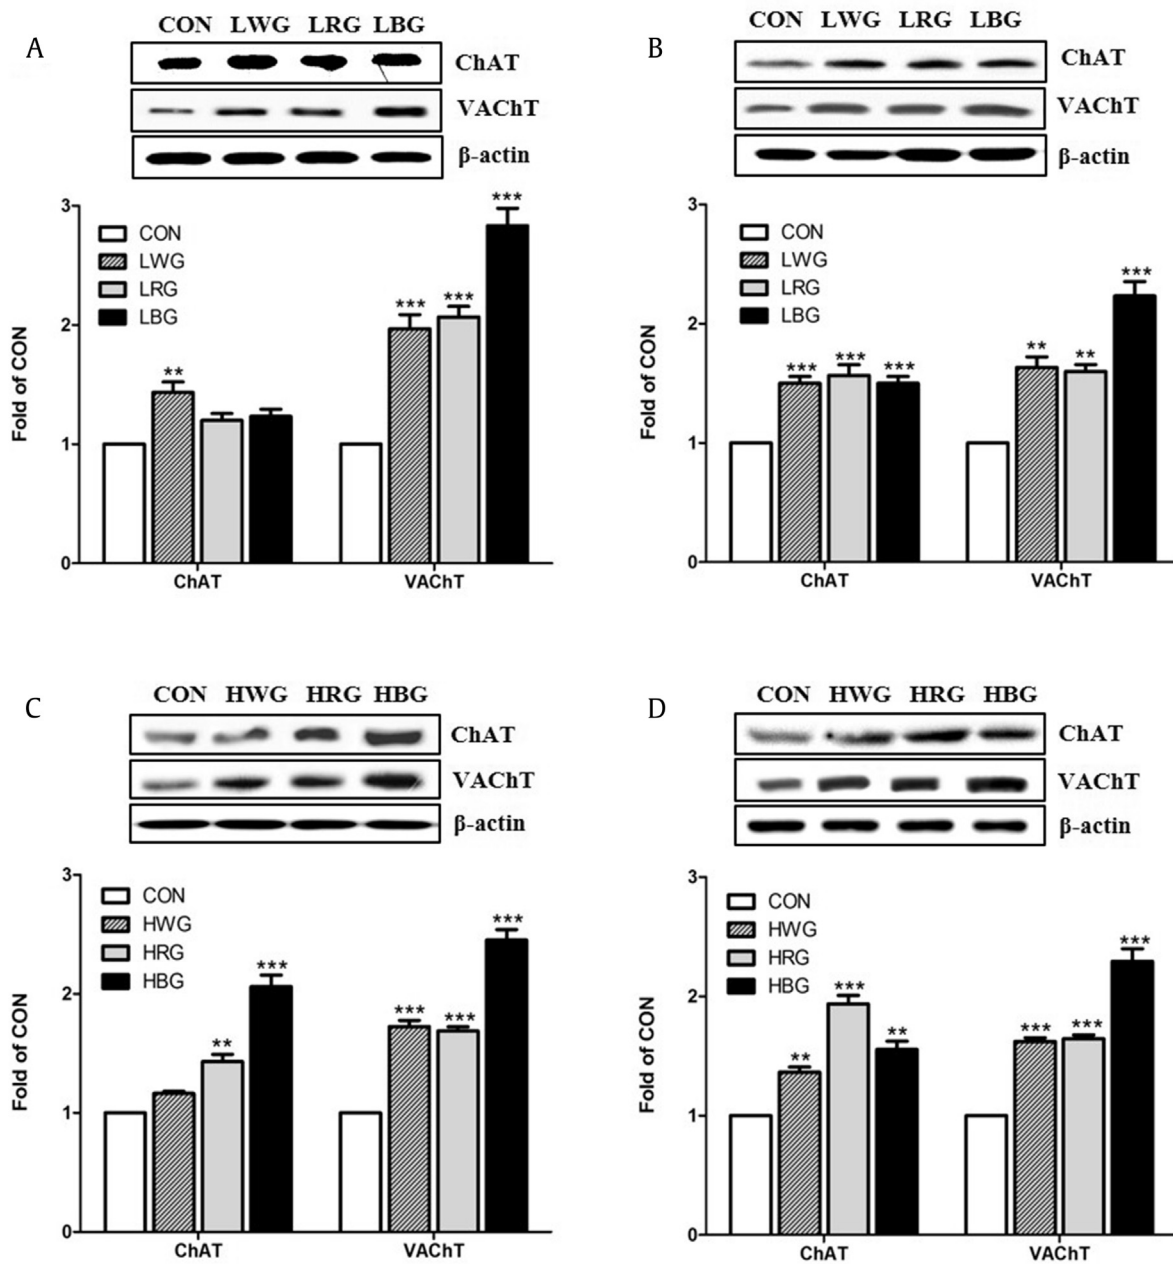 A
CON LWG LRG LBG
ChAT
VAChT
β-actin
3
2
1
0
Fold of CON
CON
LWG
LRG
LBG
**
***
***
***
ChAT
VAChT
B
CON LWG LRG LBG
ChAT
VAChT
β-actin
3
2
1
0
Fold of CON
CON
LWG
LRG
LBG
***
***
***
**
**
***
ChAT
VAChT
C
CON HWG HRG HBG
ChAT
VAChT
β-actin
3
2
1
0
Fold of CON
CON
HWG
HRG
HBG
**
***
***
***
***
ChAT
VAChT
D
CON HWG HRG HBG
ChAT
VAChT
β-actin
3
2
1
0
Fold of CON
CON
HWG
HRG
HBG
**
***
**
***
***
***
ChAT
VAChT